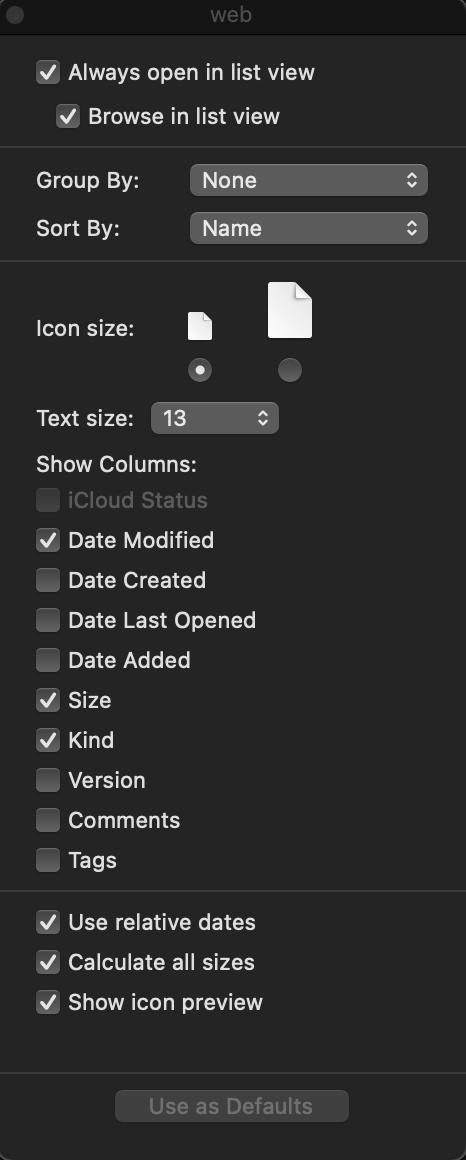 web
Always open in list view
Browse in list view
Group By: None
Sort By: Name
Icon size:
Text size: 13
Show Columns:
iCloud Status
Date Modified
Date Created
Date Last Opened
Date Added
Size
Kind
Version
Comments
Tags
Use relative dates
Calculate all sizes
Show icon preview
Use as Defaults